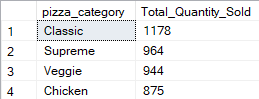 pizza_category Total_Quantity_Sold
1 Classic 1178
2 Supreme 964
3 Veggie 944
4 Chicken 875